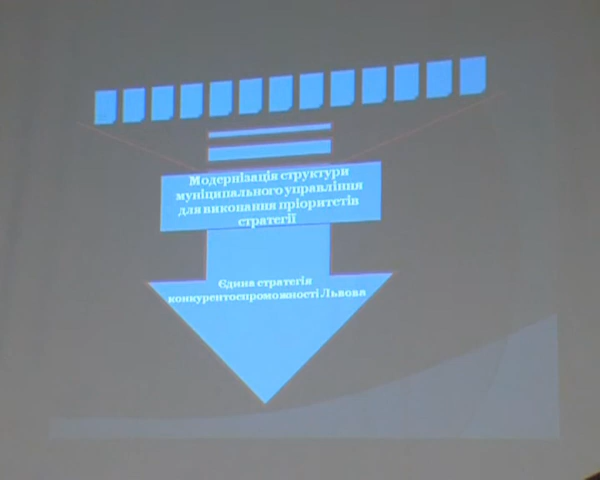 Модернізація структури
муніципального управління
для виконання пріоритетів
стратегії
Єдина стратегія
конкурентоспроможності Львова